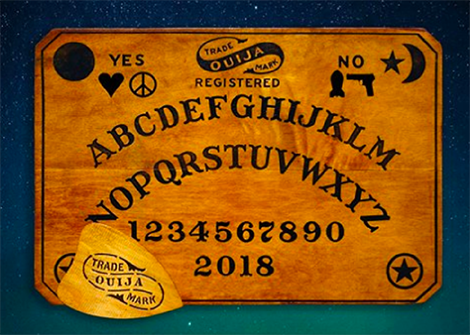 YES
TRADE
OUIJA
MARK
REGISTERED
NO
ABCDEFGHIJKLM
NOPQRSTUVWXYZ
1234567890
2018
TRADE
OUIJA
MARK